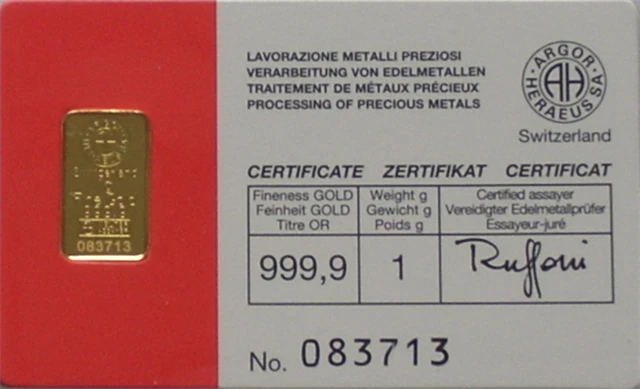 LAVORAZIONE METALLI PREZIOSI
VERARBEITUNG VON EDELMETALLEN
TRAITEMENT DE MÉTAUX PRÉCIEUX
PROCESSING OF PRECIOUS METALS
ARGOR
AH
HERAEUS SA
Switzerland
CERTIFICATE ZERTIFIKAT CERTIFICAT
Fineness GOLD
Feinheit GOLD
Titre OR
999,9
Weight g
Gewicht g
Poids g
1
Certified assayer
Vereidigter Edelmetallprüfer
Essayeur-juré
Ruffoni
No. 083713
Switzerland
083713